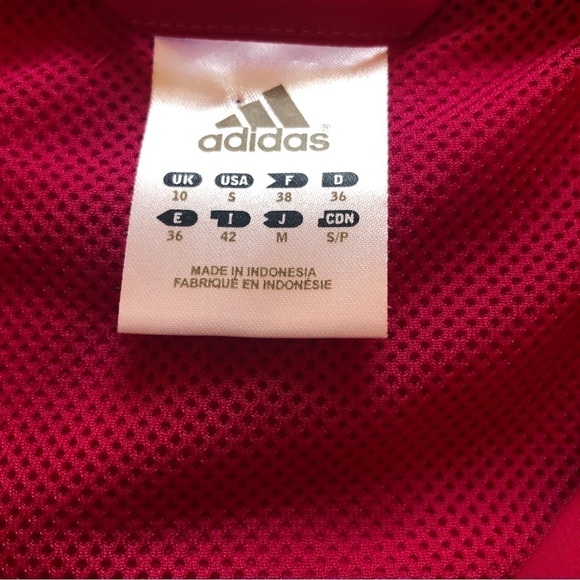 adidas®
UK USA F D
10 S 38 36
E I J CDN
36 42 M S/P
MADE IN INDONESIA
FABRIQUÉ EN INDONÉSIE